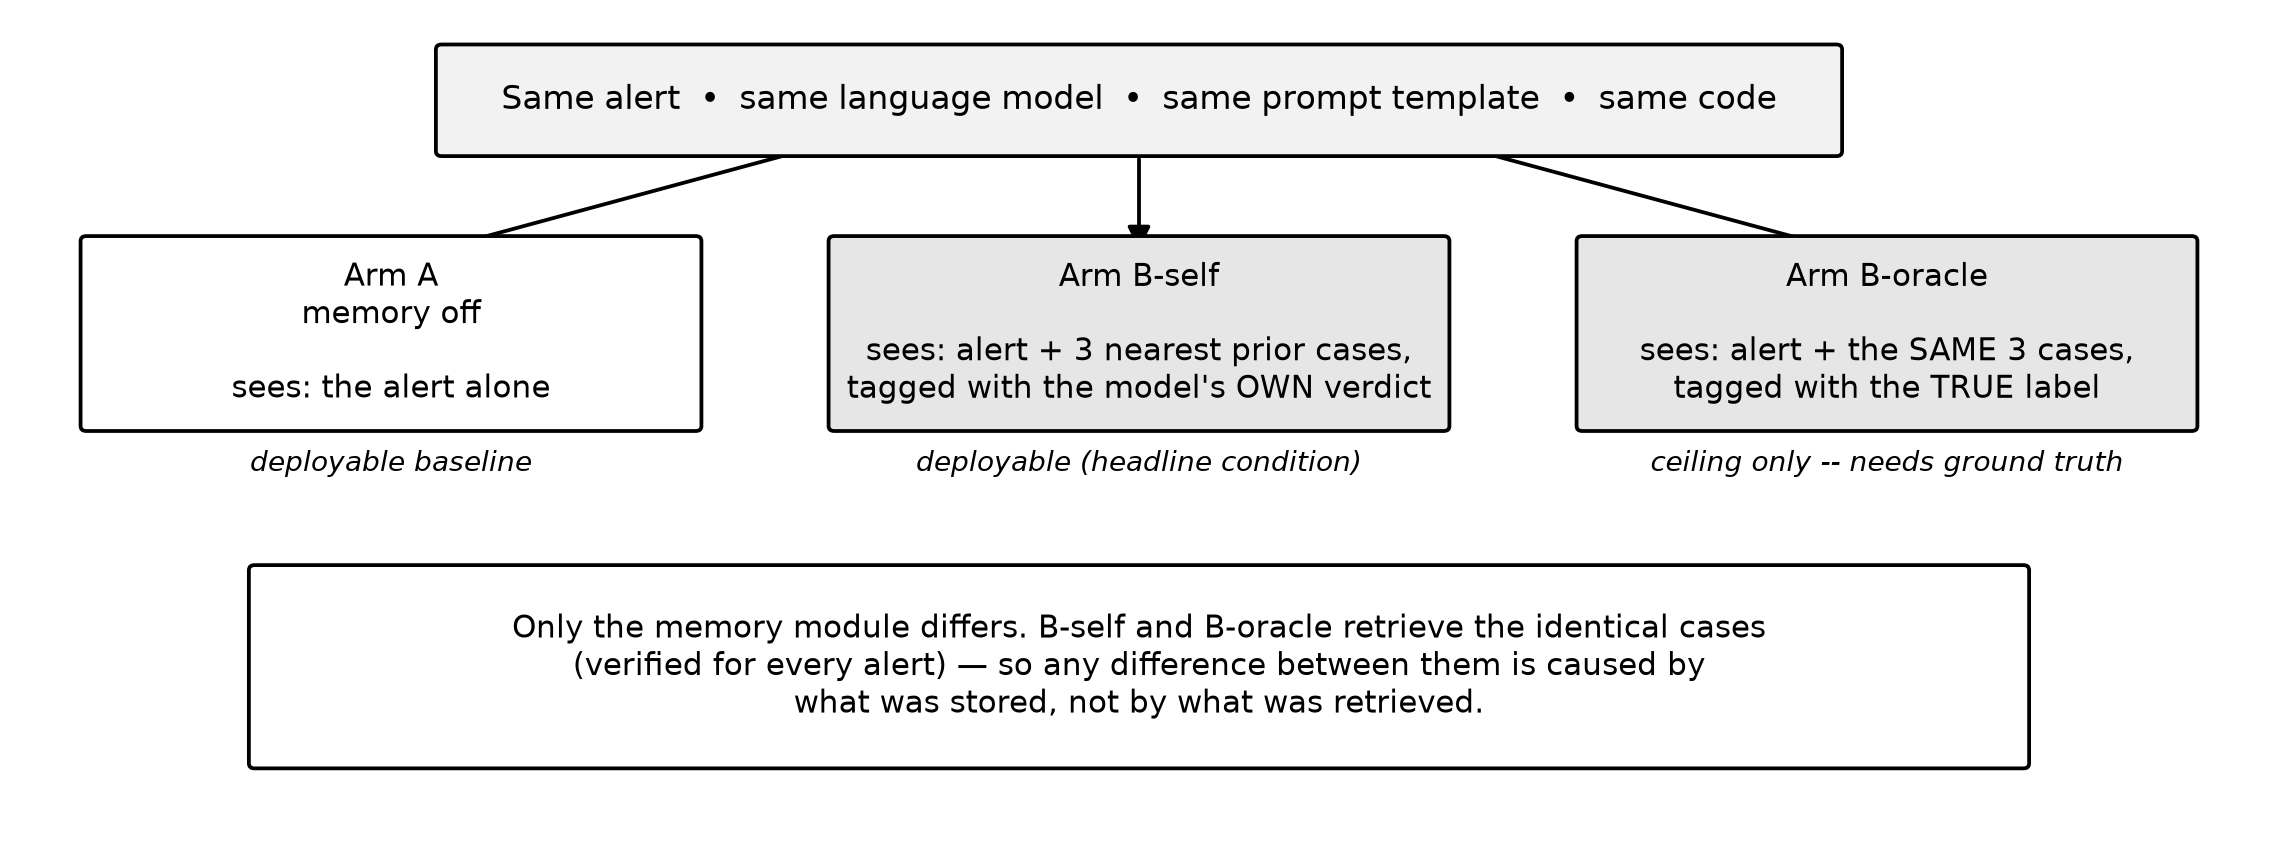 Same alert • same language model • same prompt template • same code
Arm A
memory off
sees: the alert alone
deployable baseline
Arm B-self
sees: alert + 3 nearest prior cases,
tagged with the model's OWN verdict
deployable (headline condition)
Arm B-oracle
sees: alert + the SAME 3 cases,
tagged with the TRUE label
ceiling only -- needs ground truth
Only the memory module differs. B-self and B-oracle retrieve the identical cases
(verified for every alert) — so any difference between them is caused by
what was stored, not by what was retrieved.